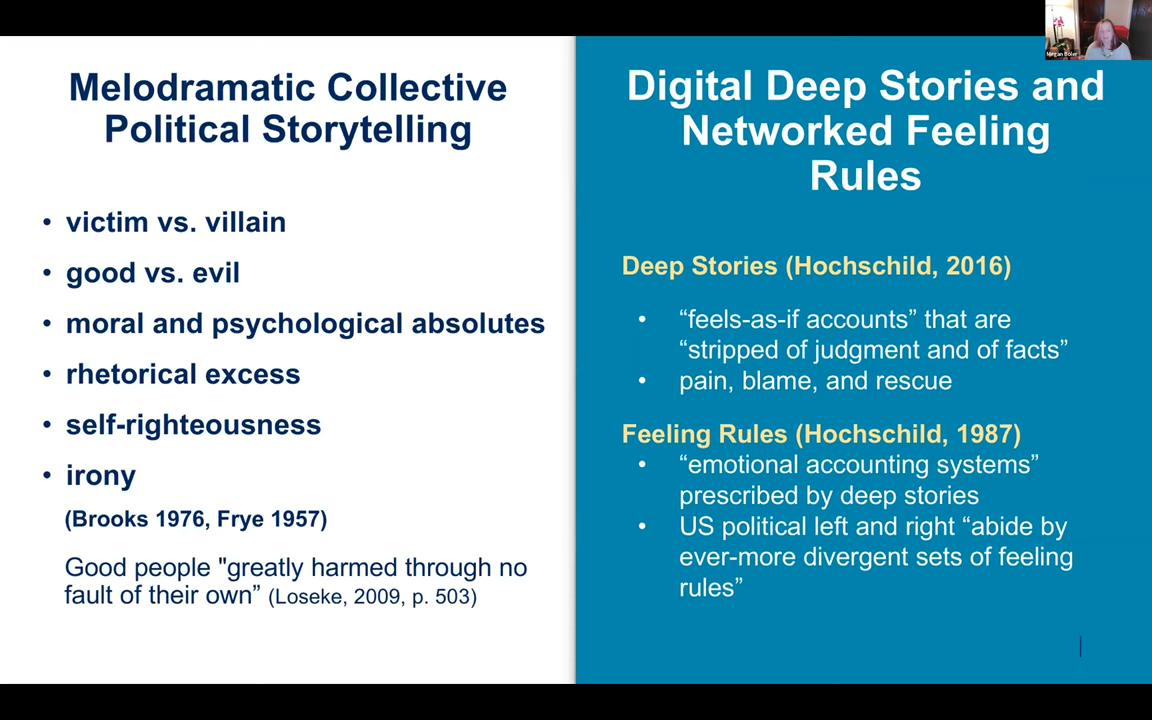 Melodramatic Collective
Political Storytelling
• victim vs. villain
• good vs. evil
• moral and psychological absolutes
• rhetorical excess
• self-righteousness
• irony
(Brooks 1976, Frye 1957)
Good people "greatly harmed through no
fault of their own” (Loseke, 2009, p. 503)
Digital Deep Stories and
Networked Feeling
Rules
Deep Stories (Hochschild, 2016)
• “feels-as-if accounts” that are
“stripped of judgment and of facts”
• pain, blame, and rescue
Feeling Rules (Hochschild, 1987)
• “emotional accounting systems”
prescribed by deep stories
• US political left and right “abide by
ever-more divergent sets of feeling
rules”
Megan Boler